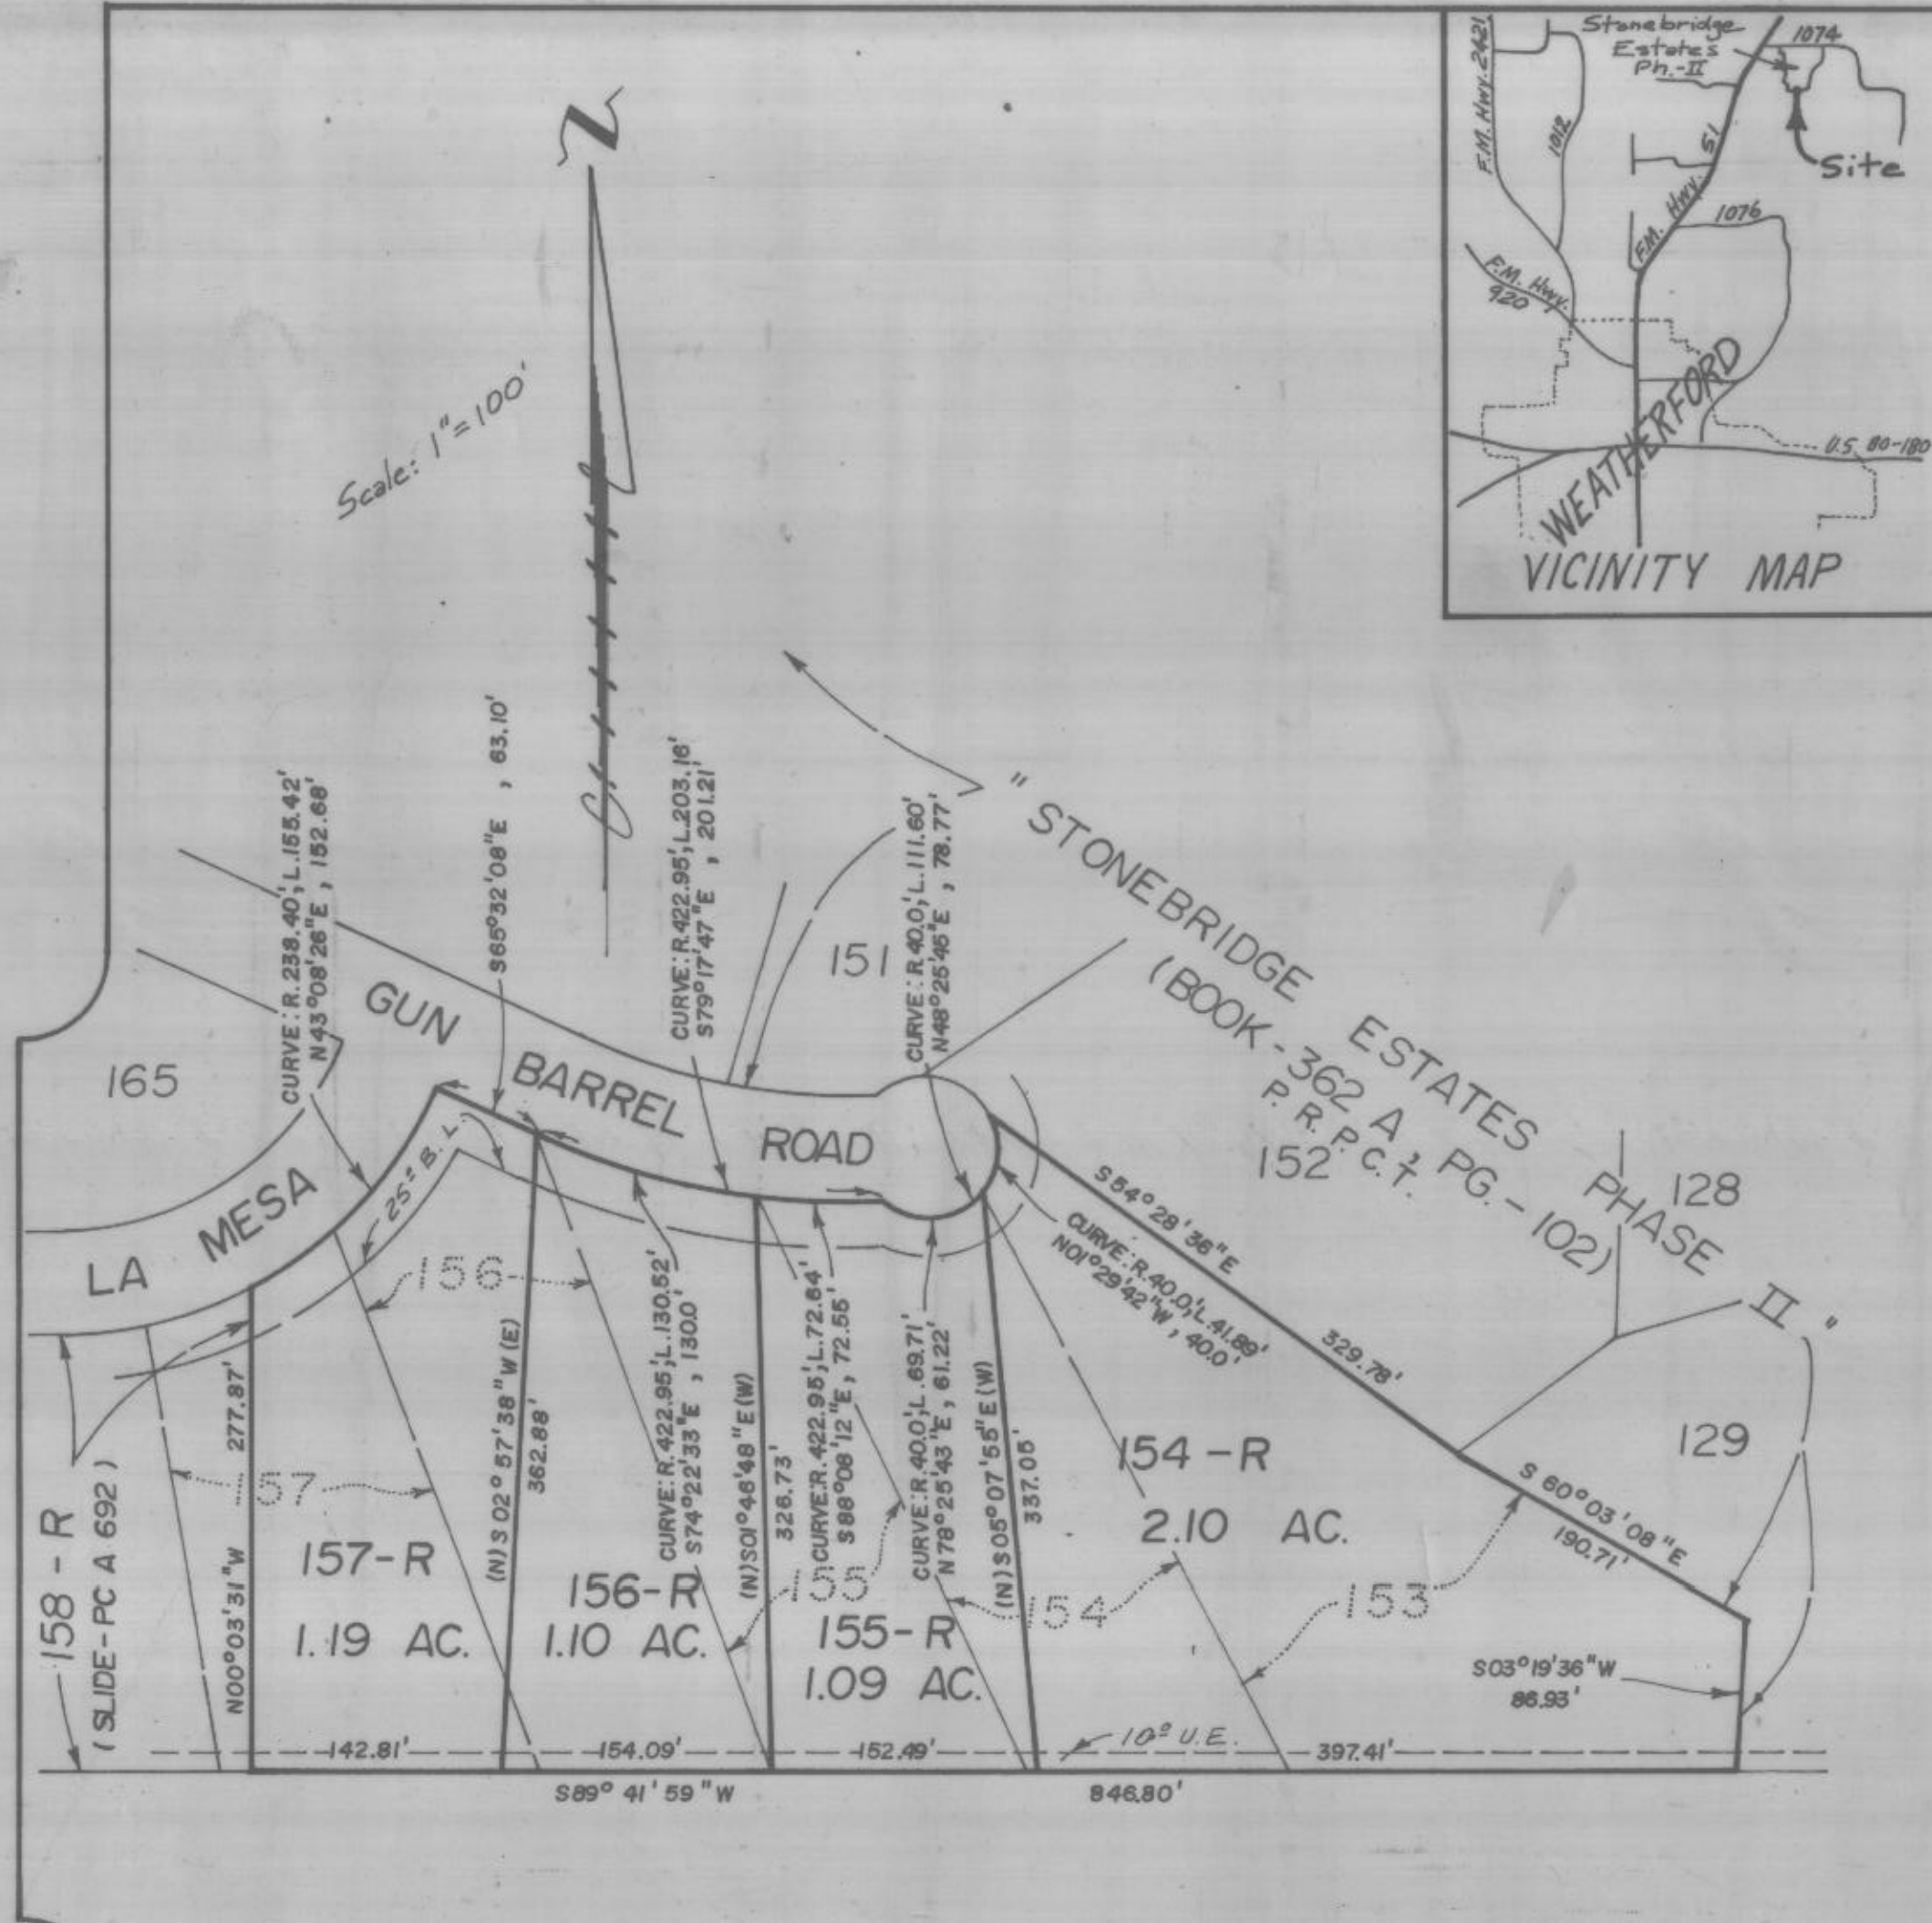 F.M. HWY. 2421
Stonebridge
Estates
Ph.-II
1074
1012
F.M. HWY. 51
Site
1076
F.M. Hwy.
920
WEATHERFORD
U.S. 80-180
VICINITY MAP
Scale: 1"=100'
CURVE: R. 238.40', L. 155.42'
N43°08'26"E, 152.68'
S65°32'08"E, 63.10'
CURVE: R. 422.95', L. 203.16'
S79°17'47"E, 201.21'
CURVE: R. 40.0', L. 111.60'
N48°25'45"E, 78.77'
" STONEBRIDGE ESTATES PHASE II "
(BOOK - 362 A, PG. - 102)
P. R. P. C. T.
151
165
GUN BARREL ROAD
LA MESA
25' B.L.
152
128
129
S54°28'36"E
329.78'
CURVE: R. 40.0', L. 41.89'
N01°29'42"W, 40.0'
S 60°03'08"E
190.71'
156
157
155
154
153
158-R
(SLIDE-PC A 692)
277.87'
N00°03'31"W
(N) S 02°57'38"W (E)
362.88'
CURVE: R. 422.95', L. 130.52'
S74°22'33"E, 130.0'
(N) S01°46'48"E (W)
326.73'
CURVE: R. 422.95', L. 72.64'
S88°08'12"E, 72.55'
CURVE: R. 40.0', L. 69.71'
N78°25'43"E, 61.22'
(N) S05°07'55"E (W)
337.05'
157-R
1.19 AC.
156-R
1.10 AC.
155-R
1.09 AC.
154-R
2.10 AC.
S03°19'36"W
86.93'
10' U.E.
142.81'
154.09'
152.49'
397.41'
S89°41'59"W
846.80'